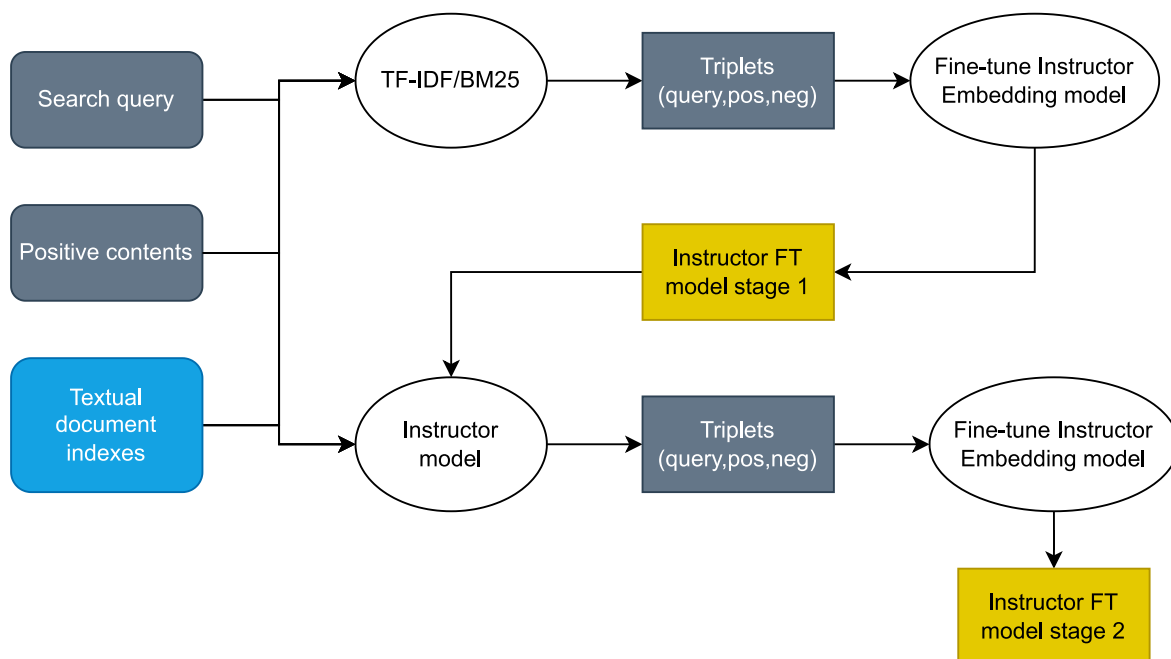 Search query
TF-IDF/BM25
Triplets
(query,pos,neg)
Fine-tune Instructor
Embedding model
Positive contents
Instructor FT
model stage 1
Textual
document
indexes
Instructor
model
Triplets
(query,pos,neg)
Fine-tune Instructor
Embedding model
Instructor FT
model stage 2